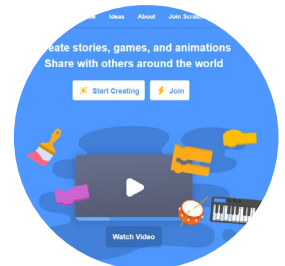 Ideas About Join Scratch
Create stories, games, and animations
Share with others around the world
Start Creating Join
Watch Video